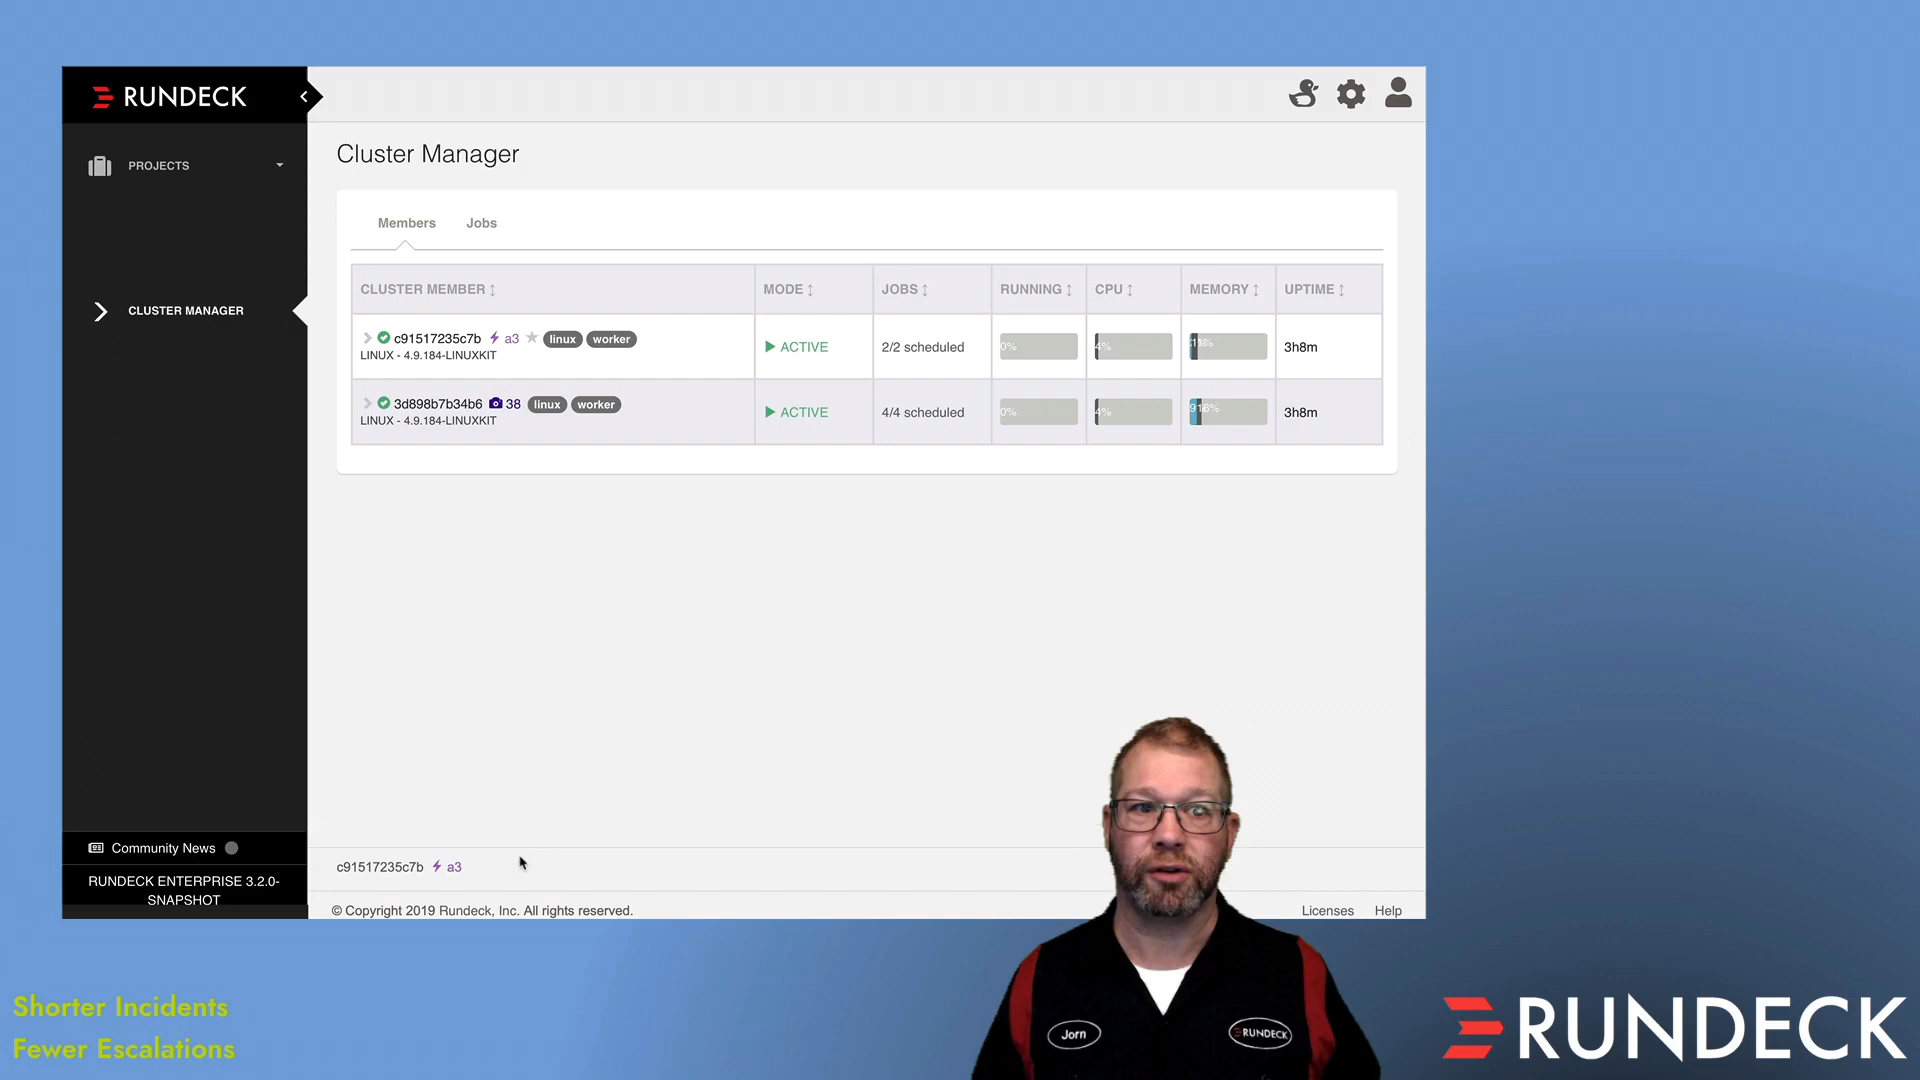 RUNDECK
PROJECTS
CLUSTER MANAGER
Community News
RUNDECK ENTERPRISE 3.2.0-
SNAPSHOT
Cluster Manager
Members Jobs
CLUSTER MEMBER MODE JOBS RUNNING CPU MEMORY UPTIME
c91517235c7b a3 linux worker
LINUX - 4.9.184-LINUXKIT
ACTIVE 2/2 scheduled 0% 4% 3h8m
3d898b7b34b6 38 linux worker
LINUX - 4.9.184-LINUXKIT
ACTIVE 4/4 scheduled 0% 4% 3h8m
c91517235c7b a3
© Copyright 2019 Rundeck, Inc. All rights reserved.
Licenses Help
Shorter Incidents
Fewer Escalations
Jorn
RUNDECK
RUNDECK